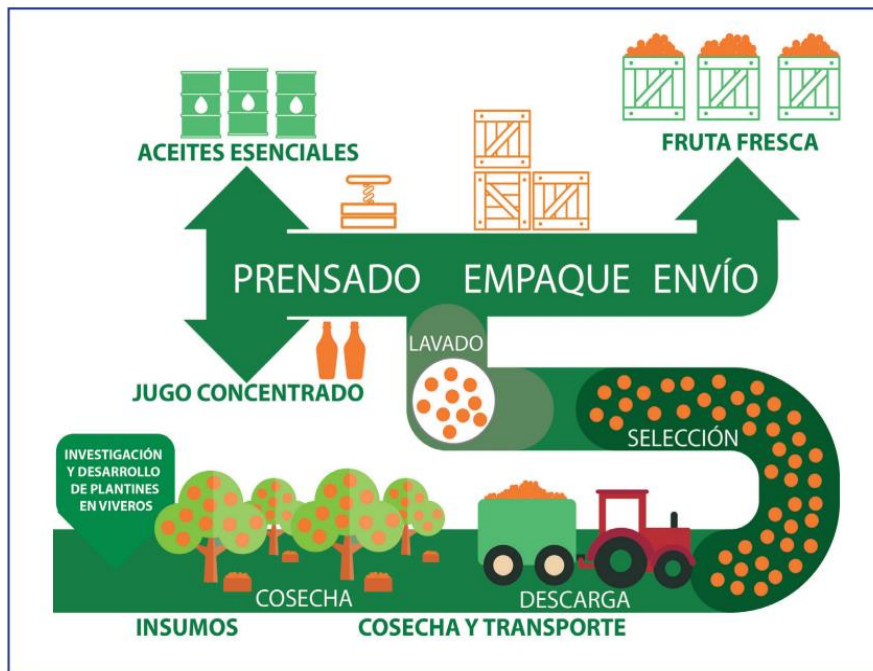 ACEITES ESENCIALES
FRUTA FRESCA
PRENSADO
EMPAQUE
ENVÍO
LAVADO
JUGO CONCENTRADO
SELECCIÓN
INVESTIGACIÓN
Y DESARROLLO
DE PLANTINES
EN VIVEROS
COSECHA
DESCARGA
INSUMOS
COSECHA Y TRANSPORTE